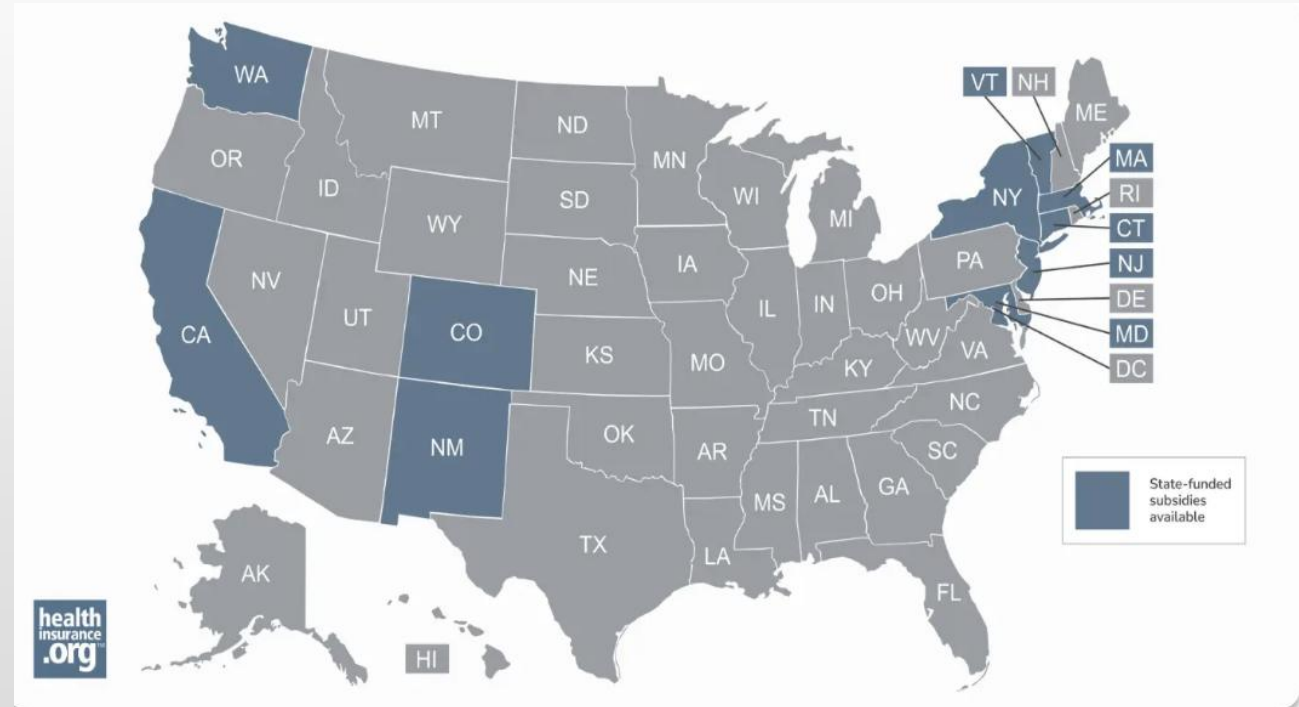 WA
MT
ND
MN
VT
NH
ME
OR
ID
SD
WI
MI
NY
MA
RI
CT
WY
NJ
IA
NE
PA
DE
NV
UT
CO
IL
IN
OH
MD
CA
KS
MO
WV
VA
DC
KY
AZ
NM
OK
AR
TN
NC
SC
MS
AL
GA
TX
LA
FL
AK
HI
State-funded
subsidies
available
health
insurance
.org™